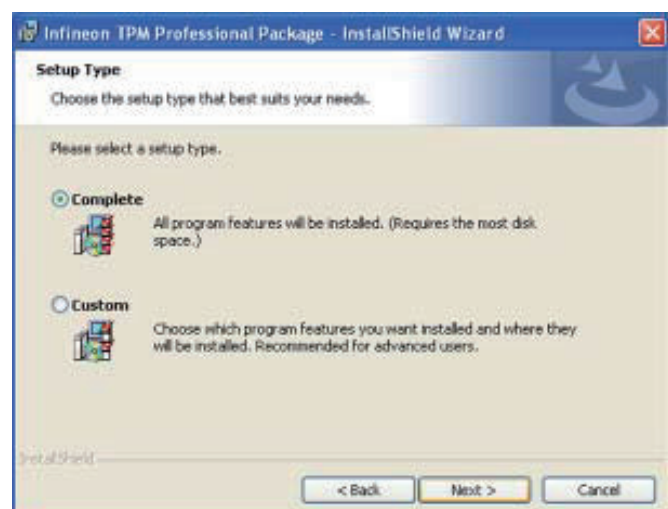 Infineon TPM Professional Package - InstallShield Wizard
Setup Type
Choose the setup type that best suits your needs.
Please select a setup type.
Complete
All program features will be installed. (Requires the most disk
space.)
Custom
Choose which program features you want installed and where they
will be installed. Recommended for advanced users.
InstallShield
< Back
Next >
Cancel